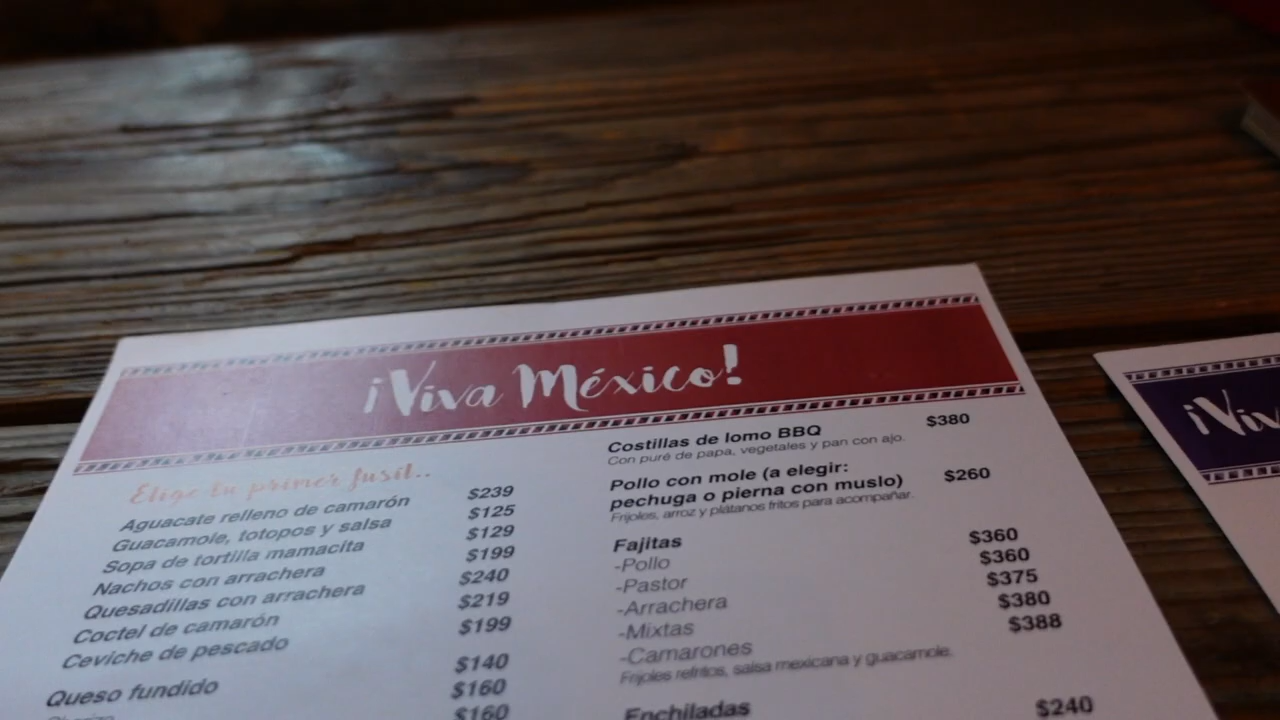 ¡Viva México!
Elige tu primer fusil..
Aguacate relleno de camarón $239
Guacamole, totopos y salsa $125
Sopa de tortilla mamacita $129
Nachos con arrachera $199
Quesadillas con arrachera $240
Coctel de camarón $219
Ceviche de pescado $199
Queso fundido $140
$160
$160
Costillas de lomo BBQ $380
Con puré de papa, vegetales y pan con ajo.
Pollo con mole (a elegir:
pechuga o pierna con muslo) $260
Frijoles, arroz y plátanos fritos para acompañar.
Fajitas
-Pollo $360
-Pastor $360
-Arrachera $375
-Mixtas $380
-Camarones $388
Frijoles refritos, salsa mexicana y guacamole.
Enchiladas $240